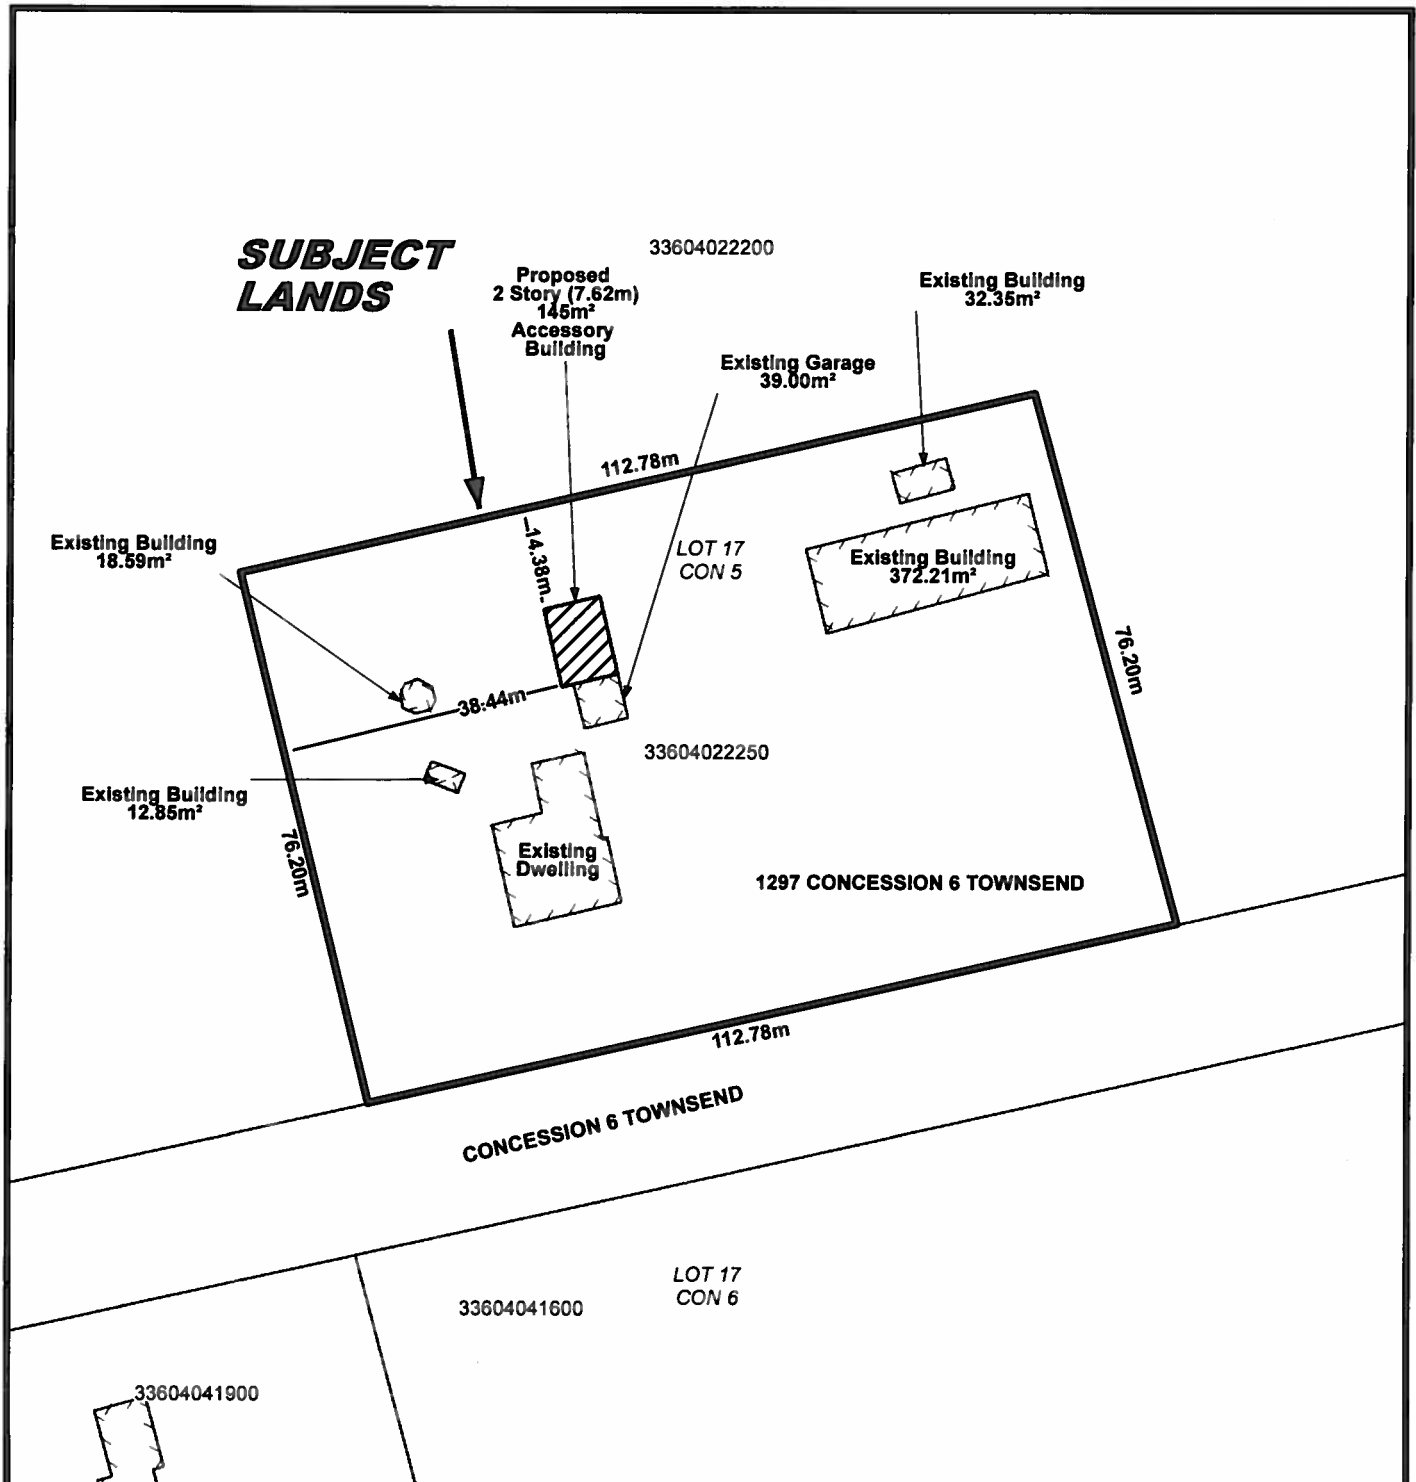 SUBJECT
LANDS
33604022200
Proposed
2 Story (7.62m)
145m²
Accessory
Building
Existing Building
32.35m²
Existing Garage
39.00m²
112.78m
Existing Building
18.59m²
14.38m
LOT 17
CON 5
Existing Building
372.21m²
76.20m
38.44m
33604022250
Existing Building
12.85m²
76.20m
Existing
Dwelling
1297 CONCESSION 6 TOWNSEND
112.78m
CONCESSION 6 TOWNSEND
LOT 17
CON 6
33604041600
33604041900